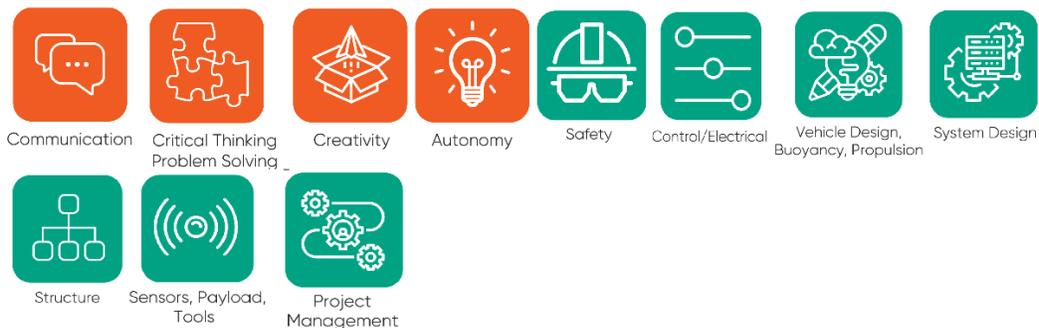 Communication
Critical Thinking
Problem Solving _
Creativity
Autonomy
Safety
Control/Electrical
Vehicle Design,
Buoyancy, Propulsion
System Design
Structure
Sensors, Payload,
Tools
Project
Management